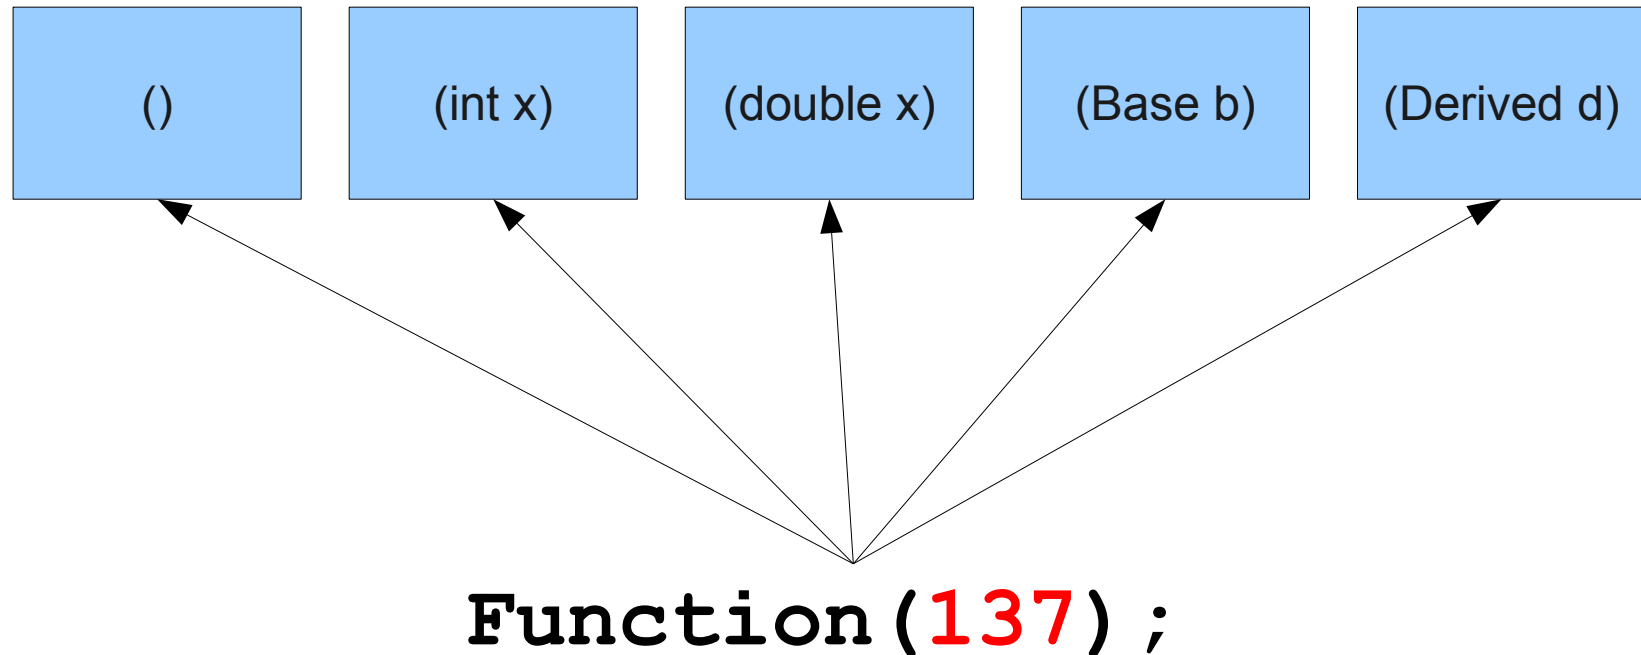 ()
(int x)
(double x)
(Base b)
(Derived d)
Function(137);